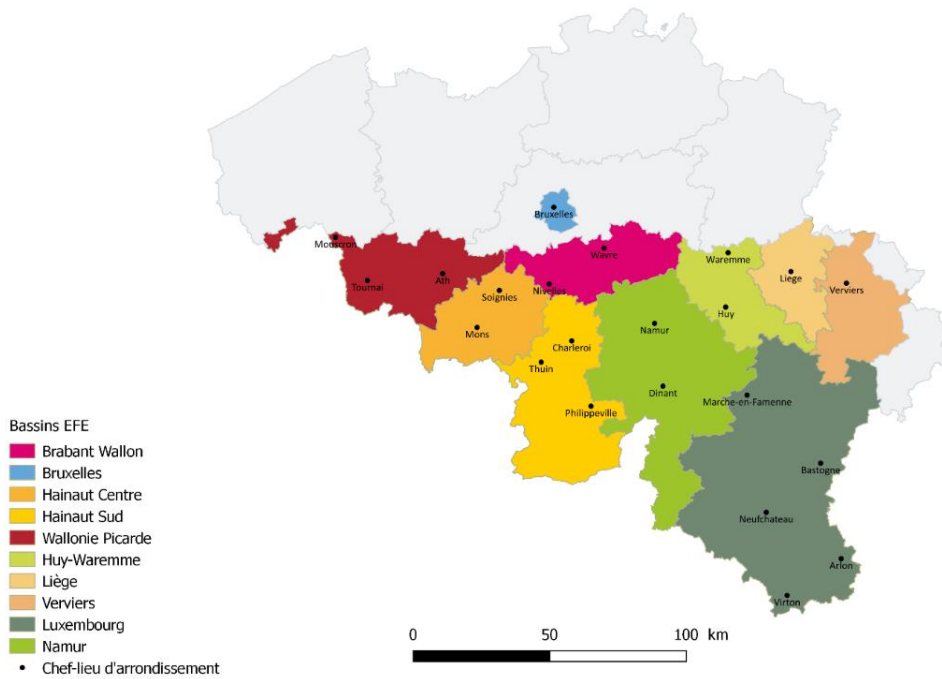 Bruxelles
Mouscron
Wavre
Waremme
Liege
Tournai
Ath
Soignies
Nivelles
Verviers
Huy
Mons
Namur
Charleroi
Thuin
Dinant
Marche-en-Famenne
Philippeville
Bastogne
Neufchateau
Arlon
Virton
Bassins EFE
Brabant Wallon
Bruxelles
Hainaut Centre
Hainaut Sud
Wallonie Picarde
Huy-Waremme
Liège
Verviers
Luxembourg
Namur
Chef-lieu d'arrondissement
0 50 100 km